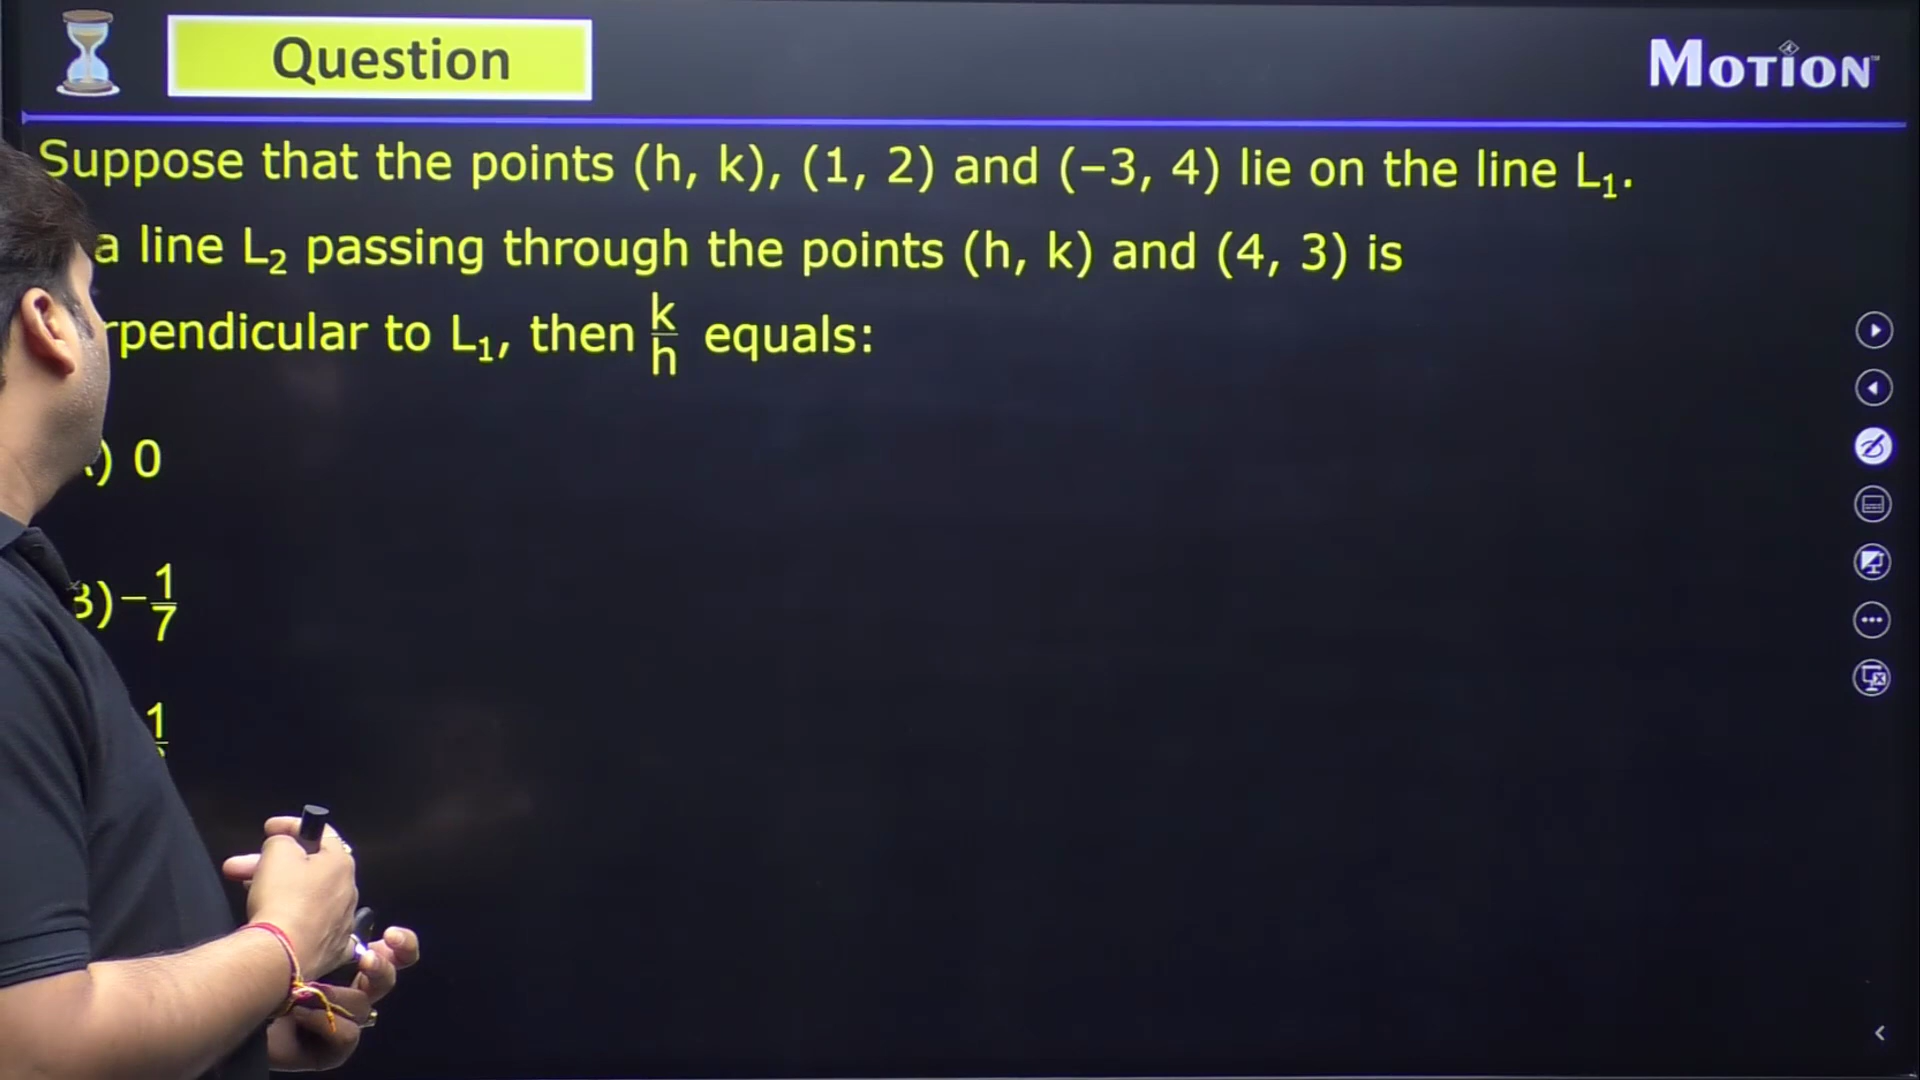 Question
MOTION
Suppose that the points (h, k), (1, 2) and (−3, 4) lie on the line L₁.
a line L₂ passing through the points (h, k) and (4, 3) is
rpendicular to L₁, then k/h equals:
) 0
B) −1/7
1